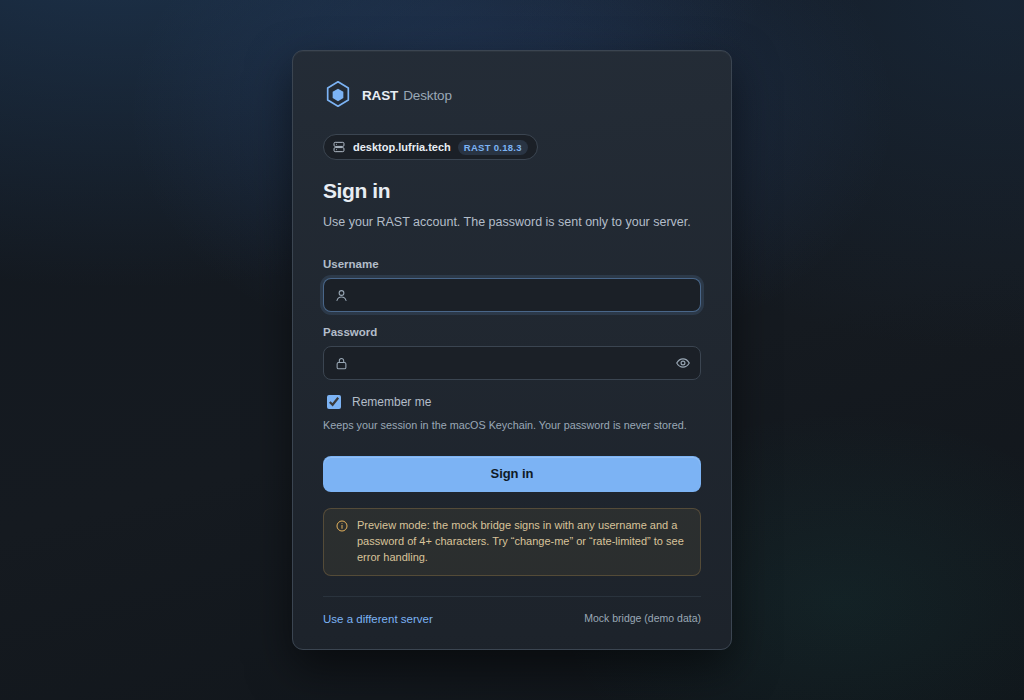 RAST Desktop
desktop.lufria.tech RAST 0.18.3
Sign in
Use your RAST account. The password is sent only to your server.
Username
Password
Remember me
Keeps your session in the macOS Keychain. Your password is never stored.
Sign in
Preview mode: the mock bridge signs in with any username and a
password of 4+ characters. Try “change-me” or “rate-limited” to see
error handling.
Use a different server Mock bridge (demo data)